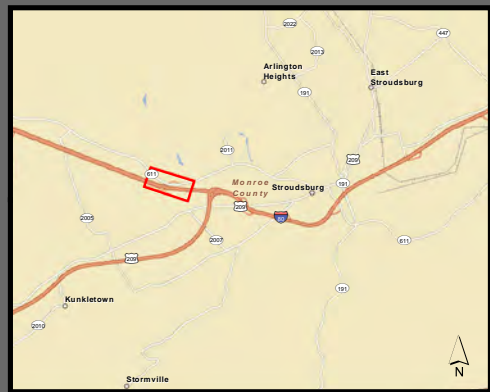 2022
447
2013
Arlington
Heights
East
Stroudsburg
191
2011
209
611
Monroe
County
Stroudsburg
191
2005
209
80
2007
611
209
191
Kunkletown
2010
Stormville
N